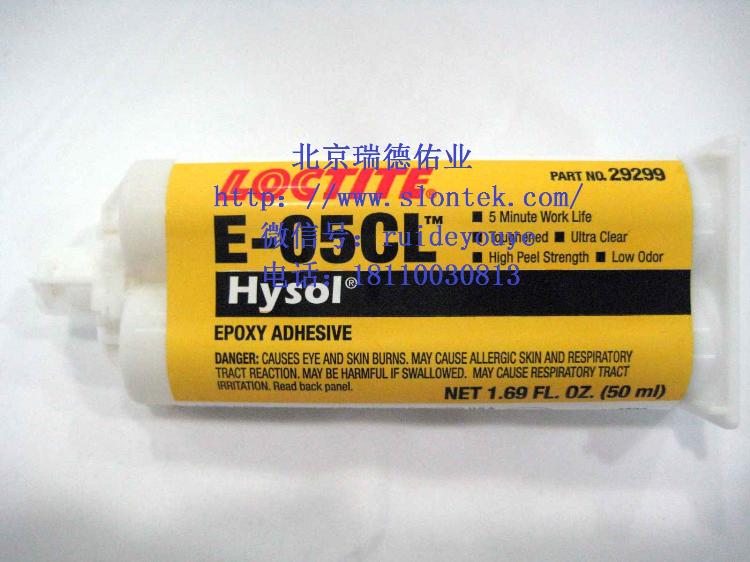 北京瑞德佑业
LOCTITE®
PART NO. 29299
http://www.slontek.com/
E-05CL™
■ 5 Minute Work Life
微信号: ruideyouye
■ Toughened ■ Ultra Clear
■ High Peel Strength ■ Low Odor
电话: 18110030813
Hysol®
EPOXY ADHESIVE
DANGER: CAUSES EYE AND SKIN BURNS. MAY CAUSE ALLERGIC SKIN AND RESPIRATORY
TRACT REACTION. MAY BE HARMFUL IF SWALLOWED. MAY CAUSE RESPIRATORY TRACT
IRRITATION. Read back panel.
NET 1.69 FL. OZ. (50 ml)